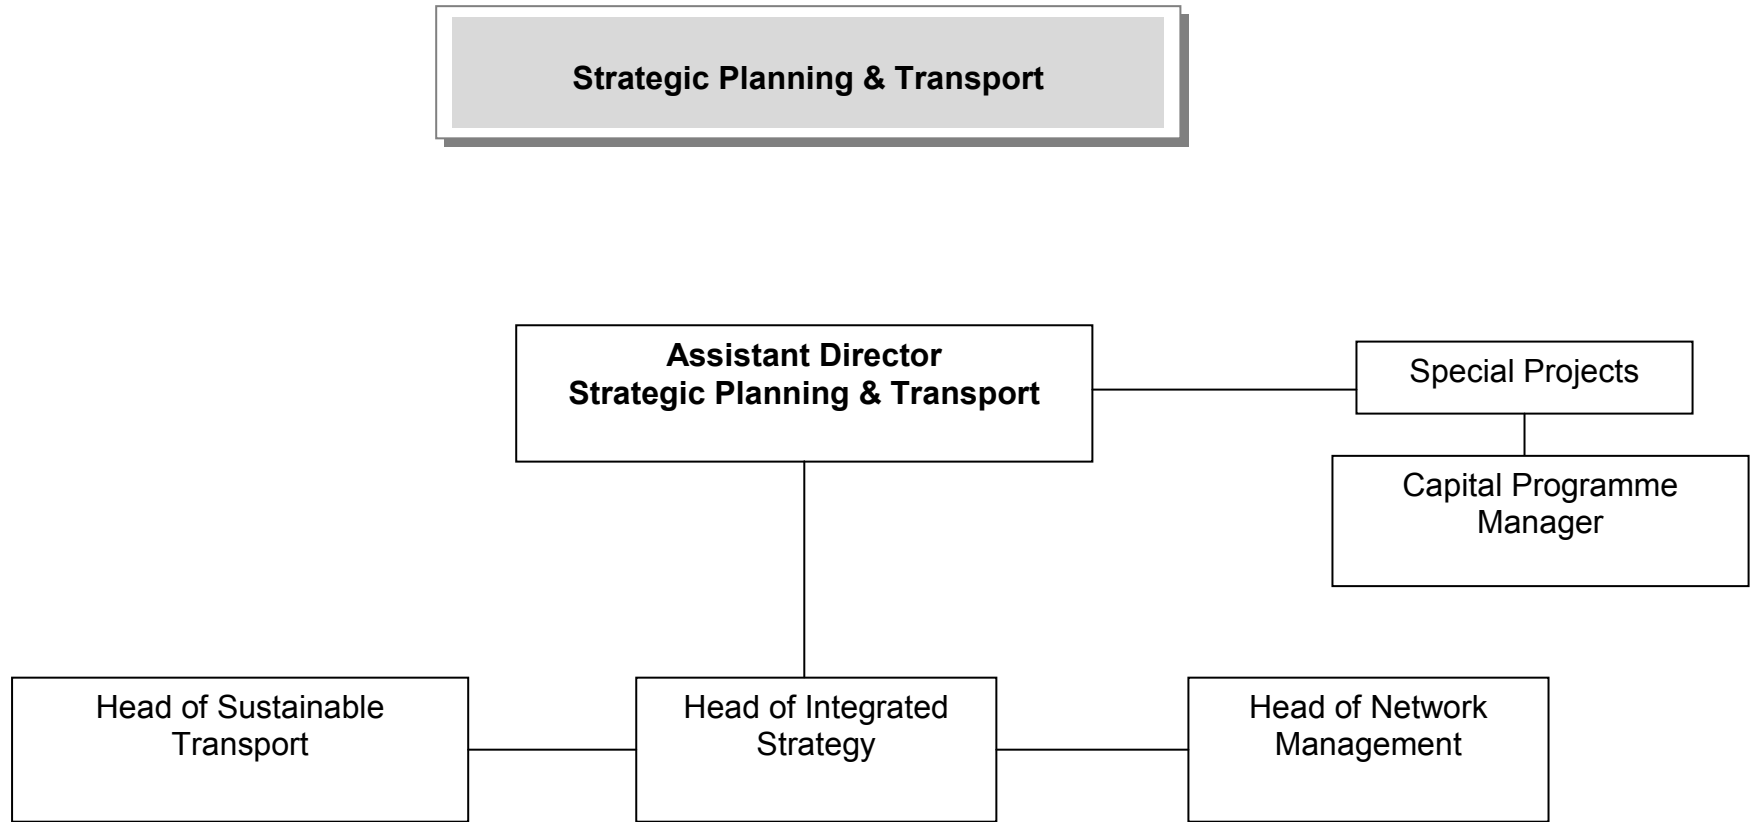 Strategic Planning & Transport
Assistant Director
Strategic Planning & Transport
Special Projects
Capital Programme
Manager
Head of Sustainable
Transport
Head of Integrated
Strategy
Head of Network
Management